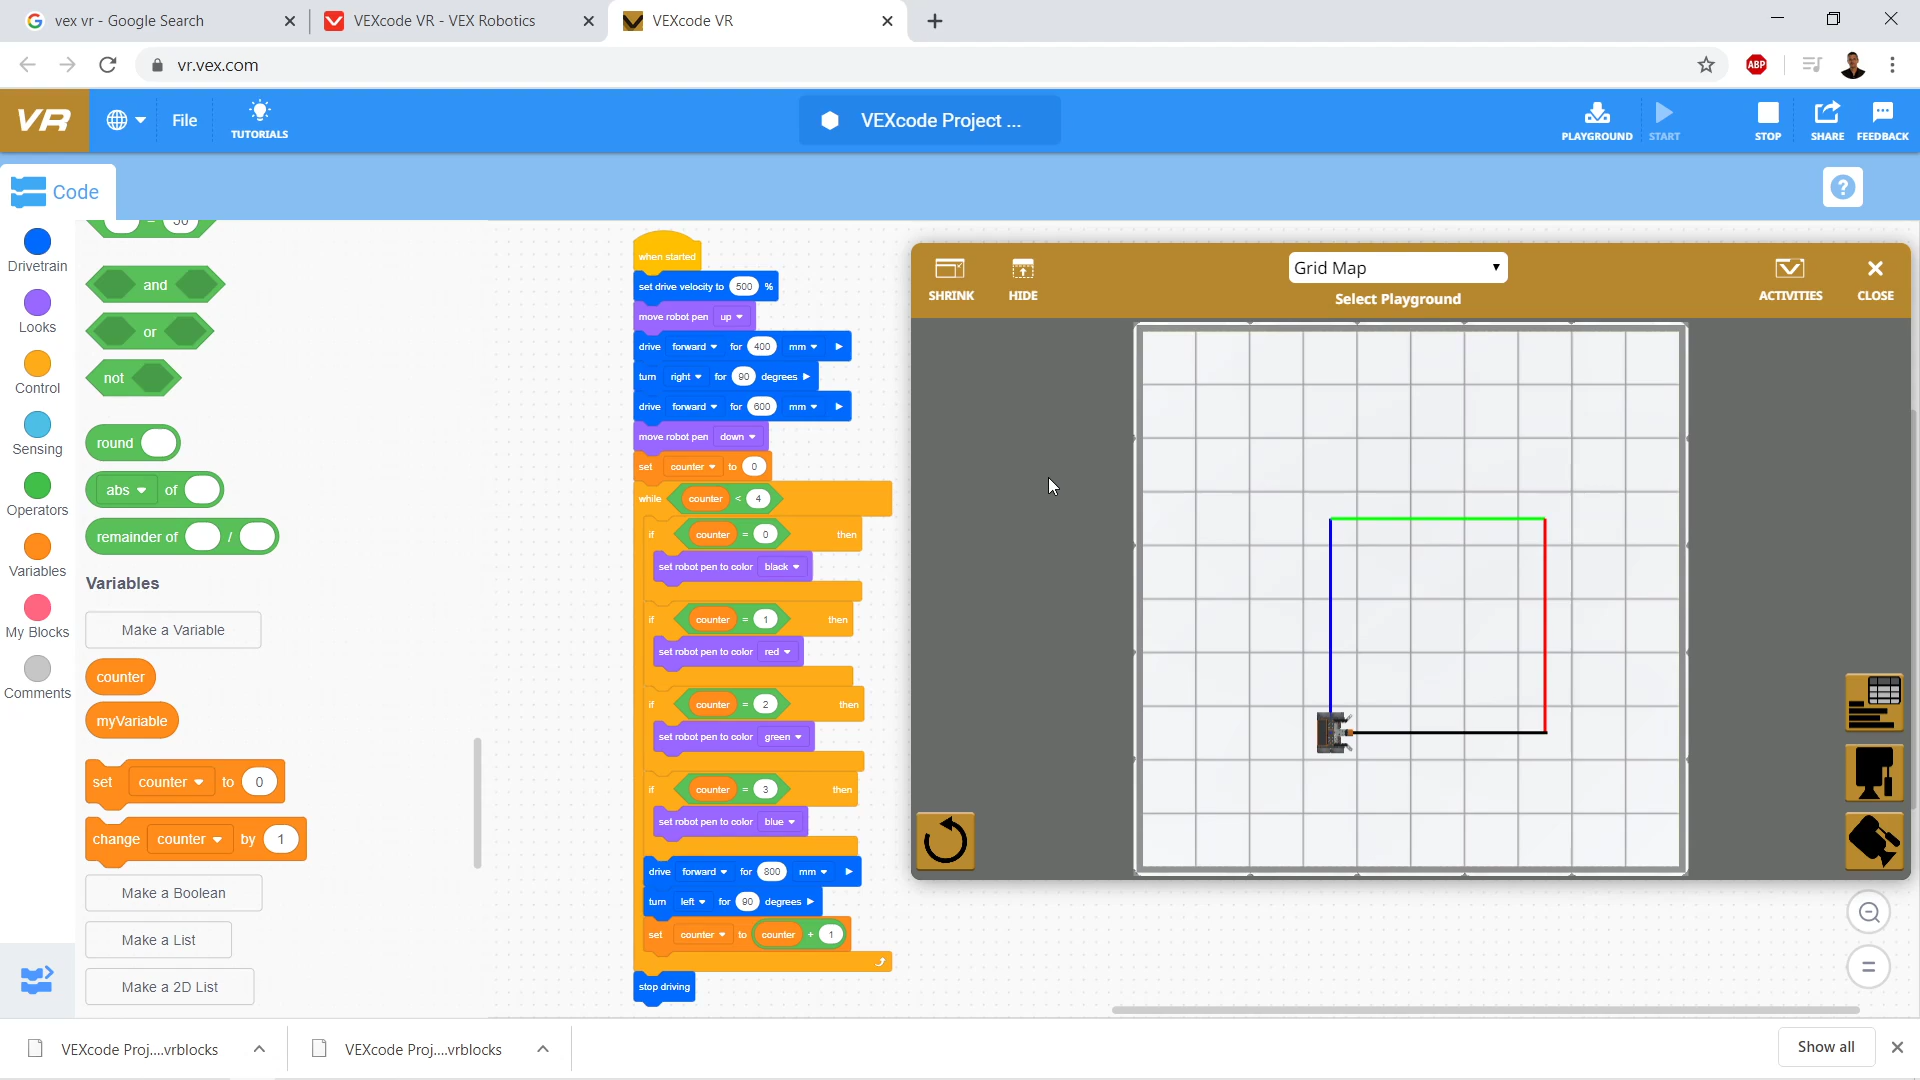 vex vr - Google Search
VEXcode VR - VEX Robotics
VEXcode VR
vr.vex.com
ABP
VR
File
TUTORIALS
VEXcode Project ...
PLAYGROUND
START
STOP
SHARE
FEEDBACK
Code
?
Drivetrain
Looks
Control
Sensing
Operators
Variables
My Blocks
Comments
= 50
and
or
not
round
abs of
remainder of /
Variables
Make a Variable
counter
myVariable
set counter to 0
change counter by 1
Make a Boolean
Make a List
Make a 2D List
when started
set drive velocity to 500 %
move robot pen up
drive forward for 400 mm
turn right for 90 degrees
drive forward for 600 mm
move robot pen down
set counter to 0
while counter < 4
if counter = 0 then
set robot pen to color black
if counter = 1 then
set robot pen to color red
if counter = 2 then
set robot pen to color green
if counter = 3 then
set robot pen to color blue
drive forward for 800 mm
turn left for 90 degrees
set counter to counter + 1
stop driving
SHRINK
HIDE
Grid Map
Select Playground
ACTIVITIES
CLOSE
VEXcode Proj....vrblocks
VEXcode Proj....vrblocks
Show all